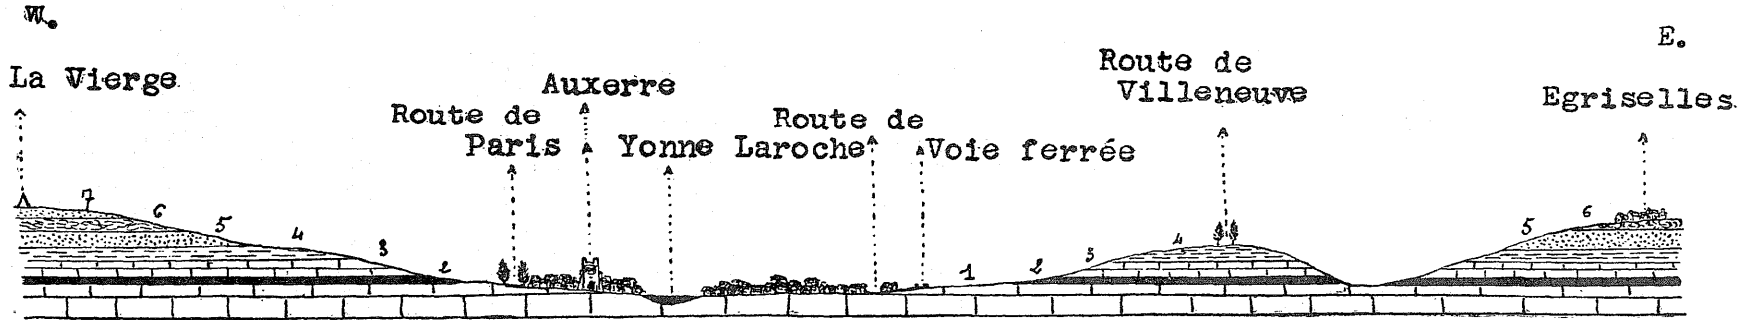 W.
E.
La Vierge
Auxerre
Route de
Paris
Yonne
Route de
Laroche
Voie ferrée
Route de
Villeneuve
Egriselles
7
6
5
4
3
2
1
2
3
4
5
6